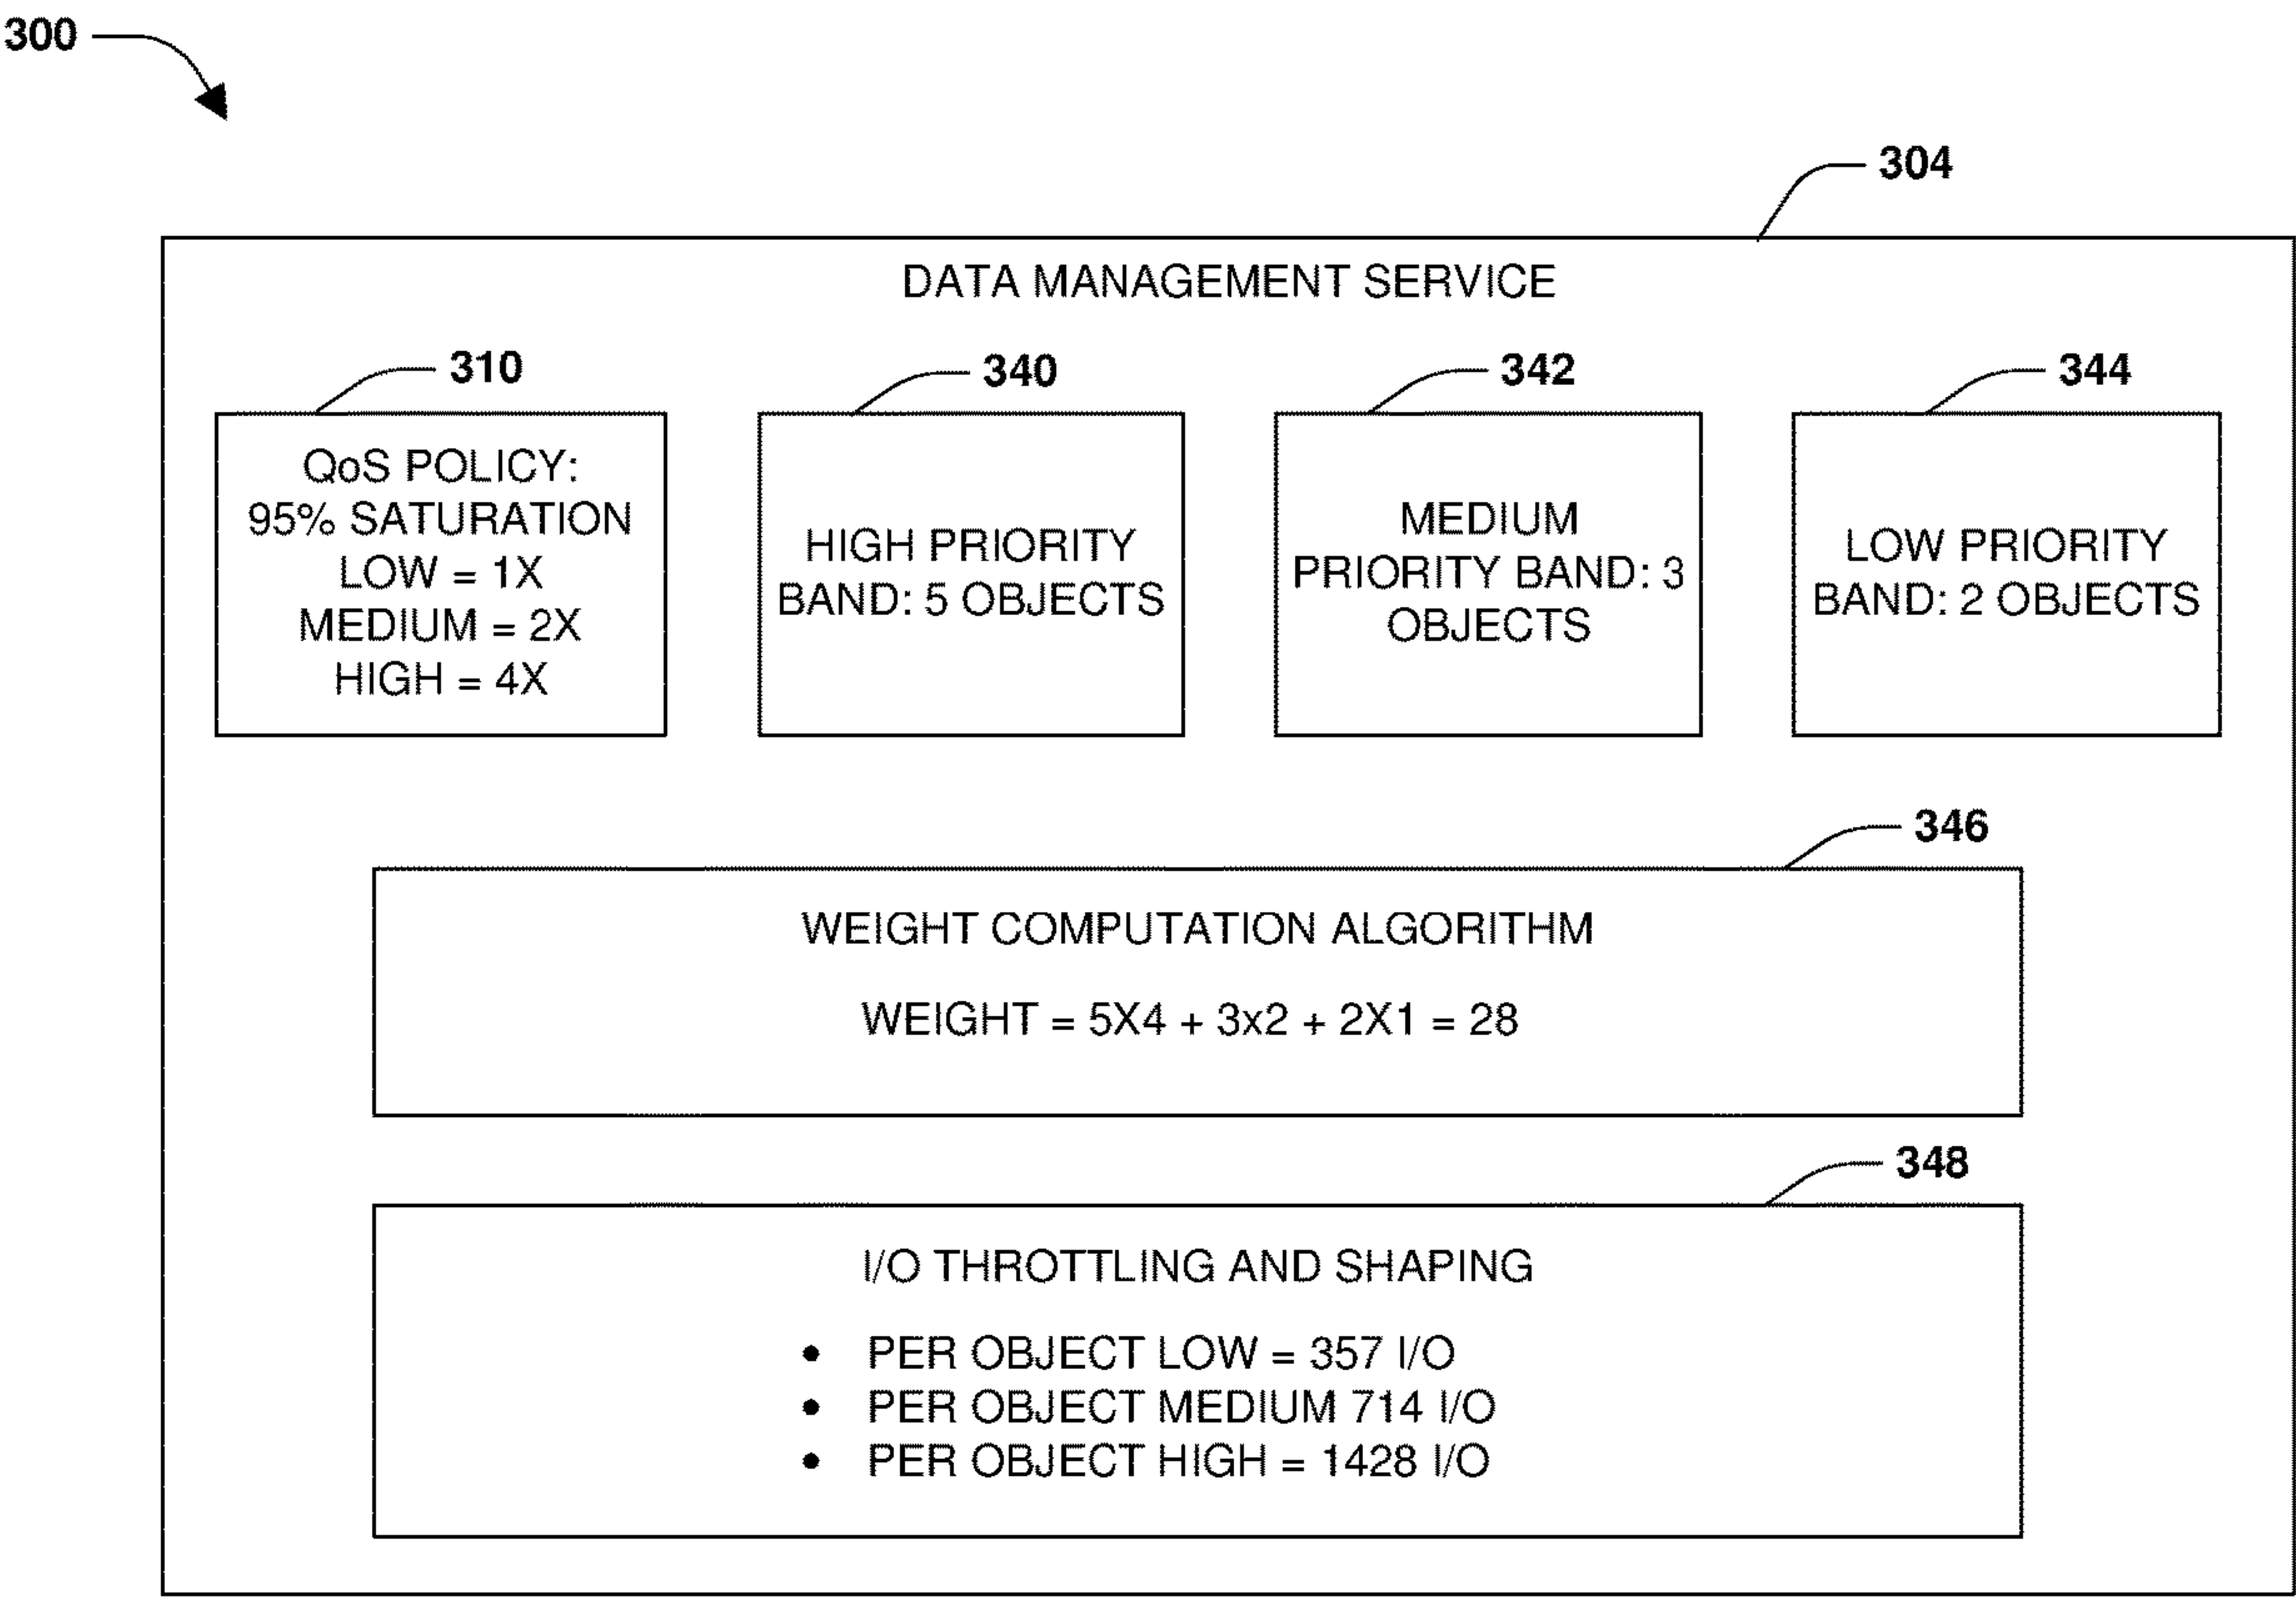 300
304
DATA MANAGEMENT SERVICE
310
QoS POLICY:
95% SATURATION
LOW = 1X
MEDIUM = 2X
HIGH = 4X
340
HIGH PRIORITY
BAND: 5 OBJECTS
342
MEDIUM
PRIORITY BAND: 3
OBJECTS
344
LOW PRIORITY
BAND: 2 OBJECTS
346
WEIGHT COMPUTATION ALGORITHM
WEIGHT = 5X4 + 3x2 + 2X1 = 28
348
I/O THROTTLING AND SHAPING
• PER OBJECT LOW = 357 I/O
• PER OBJECT MEDIUM 714 I/O
• PER OBJECT HIGH = 1428 I/O